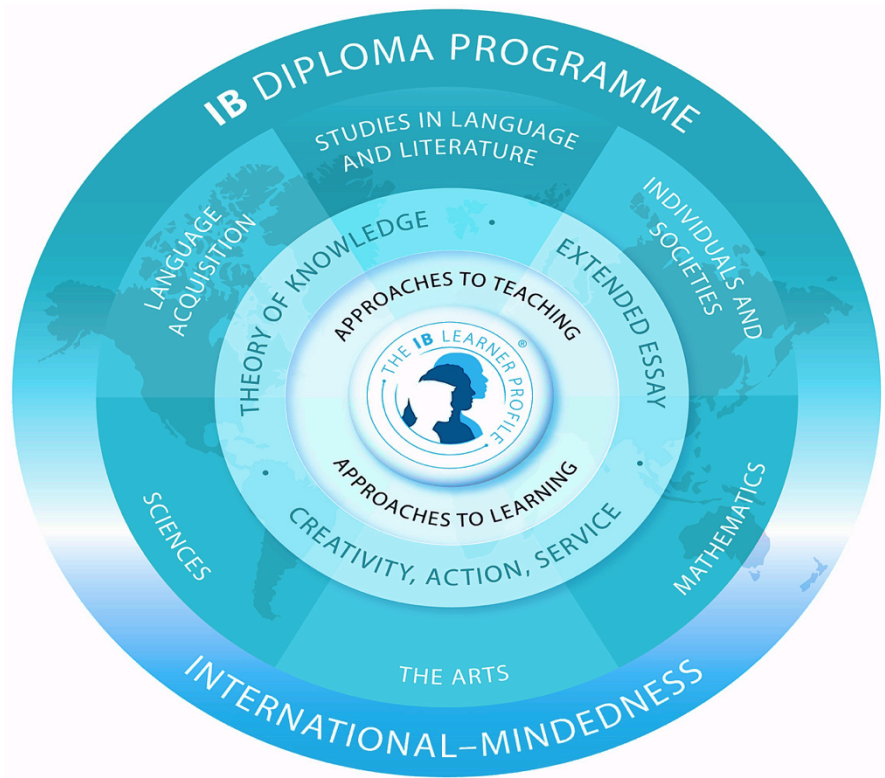 IB DIPLOMA PROGRAMME
STUDIES IN LANGUAGE
AND LITERATURE
LANGUAGE
ACQUISITION
INDIVIDUALS AND
SOCIETIES
THEORY OF KNOWLEDGE
EXTENDED ESSAY
APPROACHES TO TEACHING
THE IB LEARNER PROFILE®
APPROACHES TO LEARNING
CREATIVITY, ACTION, SERVICE
SCIENCES
MATHEMATICS
THE ARTS
INTERNATIONAL–MINDEDNESS